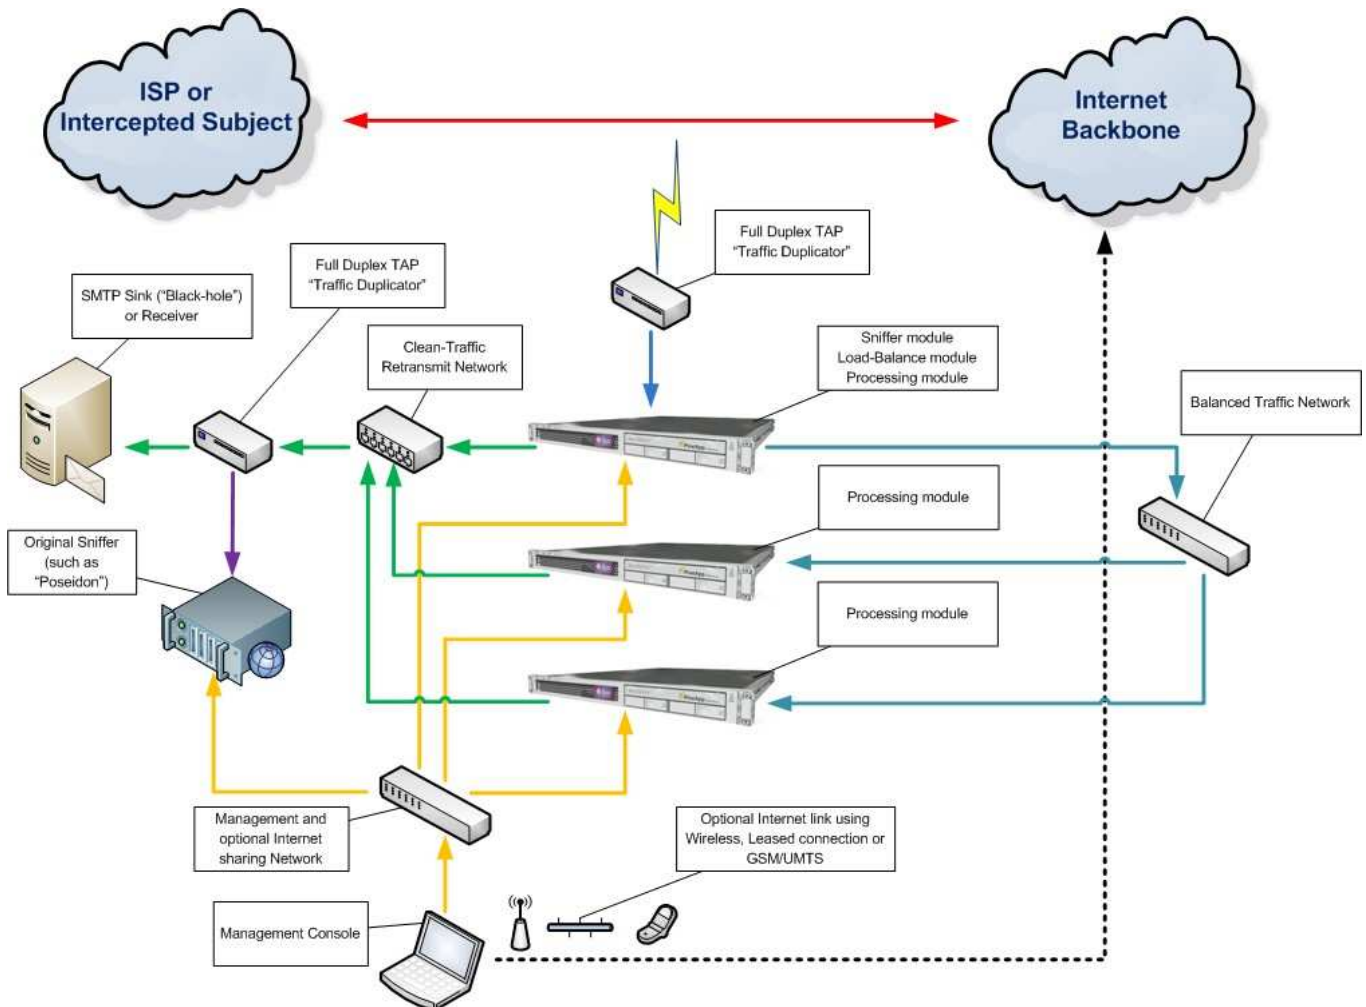 ISP or
Intercepted Subject
Internet
Backbone
Full Duplex TAP
“Traffic Duplicator”
Full Duplex TAP
“Traffic Duplicator”
SMTP Sink (“Black-hole”)
or Receiver
Clean-Traffic
Retransmit Network
Sniffer module
Load-Balance module
Processing module
Balanced Traffic Network
Processing module
Original Sniffer
(such as
“Poseidon”)
Processing module
Management and
optional Internet
sharing Network
Optional Internet link using
Wireless, Leased connection or
GSM/UMTS
Management Console